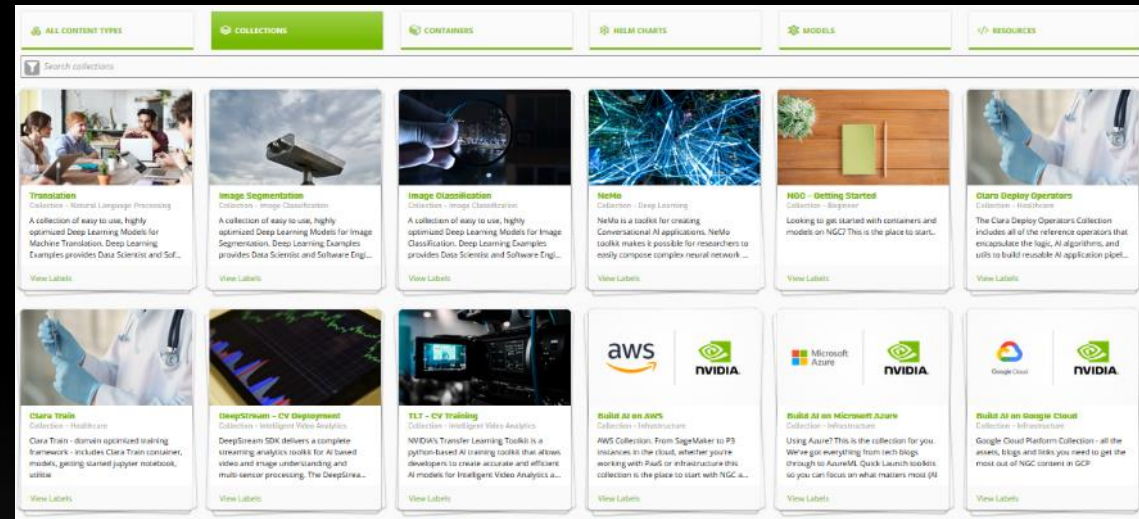 ALL CONTENT TYPES
COLLECTIONS
CONTAINERS
HELM CHARTS
MODELS
</> RESOURCES
Search collections
Translation
Collection - Natural Language Processing
A collection of easy to use, highly
optimized Deep Learning Models for
Machine Translation. Deep Learning
Examples provides Data Scientist and Sof...
View Labels
Image Segmentation
Collection - Image Classification
A collection of easy to use, highly
optimized Deep Learning Models for Image
Segmentation. Deep Learning Examples
provides Data Scientist and Software Engi...
View Labels
Image Classification
Collection - Image Classification
A collection of easy to use, highly
optimized Deep Learning Models for Image
Classification. Deep Learning Examples
provides Data Scientist and Software Engi...
View Labels
NeMo
Collection - Deep Learning
NeMo is a toolkit for creating
Conversational AI applications. NeMo
toolkit makes it possible for researchers to
easily compose complex neural network ...
View Labels
NGC - Getting Started
Collection - Beginner
Looking to get started with containers and
models on NGC? This is the place to start..
View Labels
Clara Deploy Operators
Collection - Healthcare
The Clara Deploy Operators Collection
includes all of the reference operators that
encapsulate the logic, AI algorithms, and
utils to build reusable AI application pipel...
View Labels
Clara Train
Collection - Healthcare
Clara Train - domain optimized training
framework - includes Clara Train container,
models, getting started jupyter notebook,
utilitie
View Labels
DeepStream - CV Deployment
Collection - Intelligent Video Analytics
DeepStream SDK delivers a complete
streaming analytics toolkit for AI based
video and image understanding and
multi-sensor processing. The DeepStrea...
View Labels
TLT - CV Training
Collection - Intelligent Video Analytics
NVIDIA's Transfer Learning Toolkit is a
python-based AI training toolkit that allows
developers to create accurate and efficient
AI models for Intelligent Video Analytics a...
View Labels
aws
NVIDIA.
Build AI on AWS
Collection - Infrastructure
AWS Collection. From SageMaker to P3
instances in the cloud, whether you're
working with PaaS or infrastructure this
collection is the place to start with NGC a...
View Labels
Microsoft
Azure
NVIDIA.
Build AI on Microsoft Azure
Collection - Infrastructure
Using Azure? This is the collection for you.
We've got everything from tech blogs
through to AzureML Quick Launch toolkits
so you can focus on what matters most (AI
View Labels
Google Cloud
NVIDIA.
Build AI on Google Cloud
Collection - Infrastructure
Google Cloud Platform Collection - all the
assets, blogs and links you need to get the
most out of NGC content in GCP
View Labels